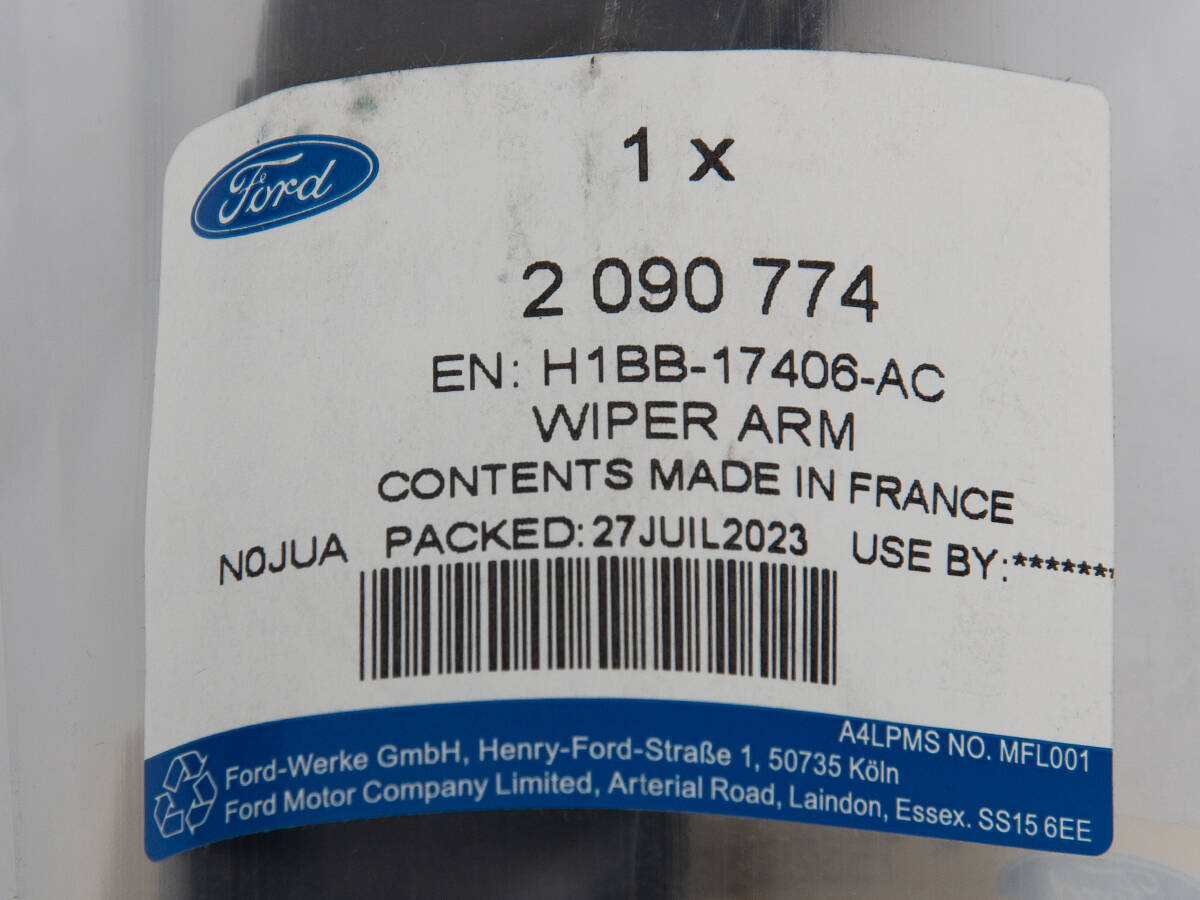 Ford
1 x
2 090 774
EN: H1BB-17406-AC
WIPER ARM
CONTENTS MADE IN FRANCE
N0JUA PACKED: 27JUIL2023 USE BY:*******
A4LPMS NO. MFL001
Ford-Werke GmbH, Henry-Ford-Straße 1, 50735 Köln
Ford Motor Company Limited, Arterial Road, Laindon, Essex. SS15 6EE
Ford